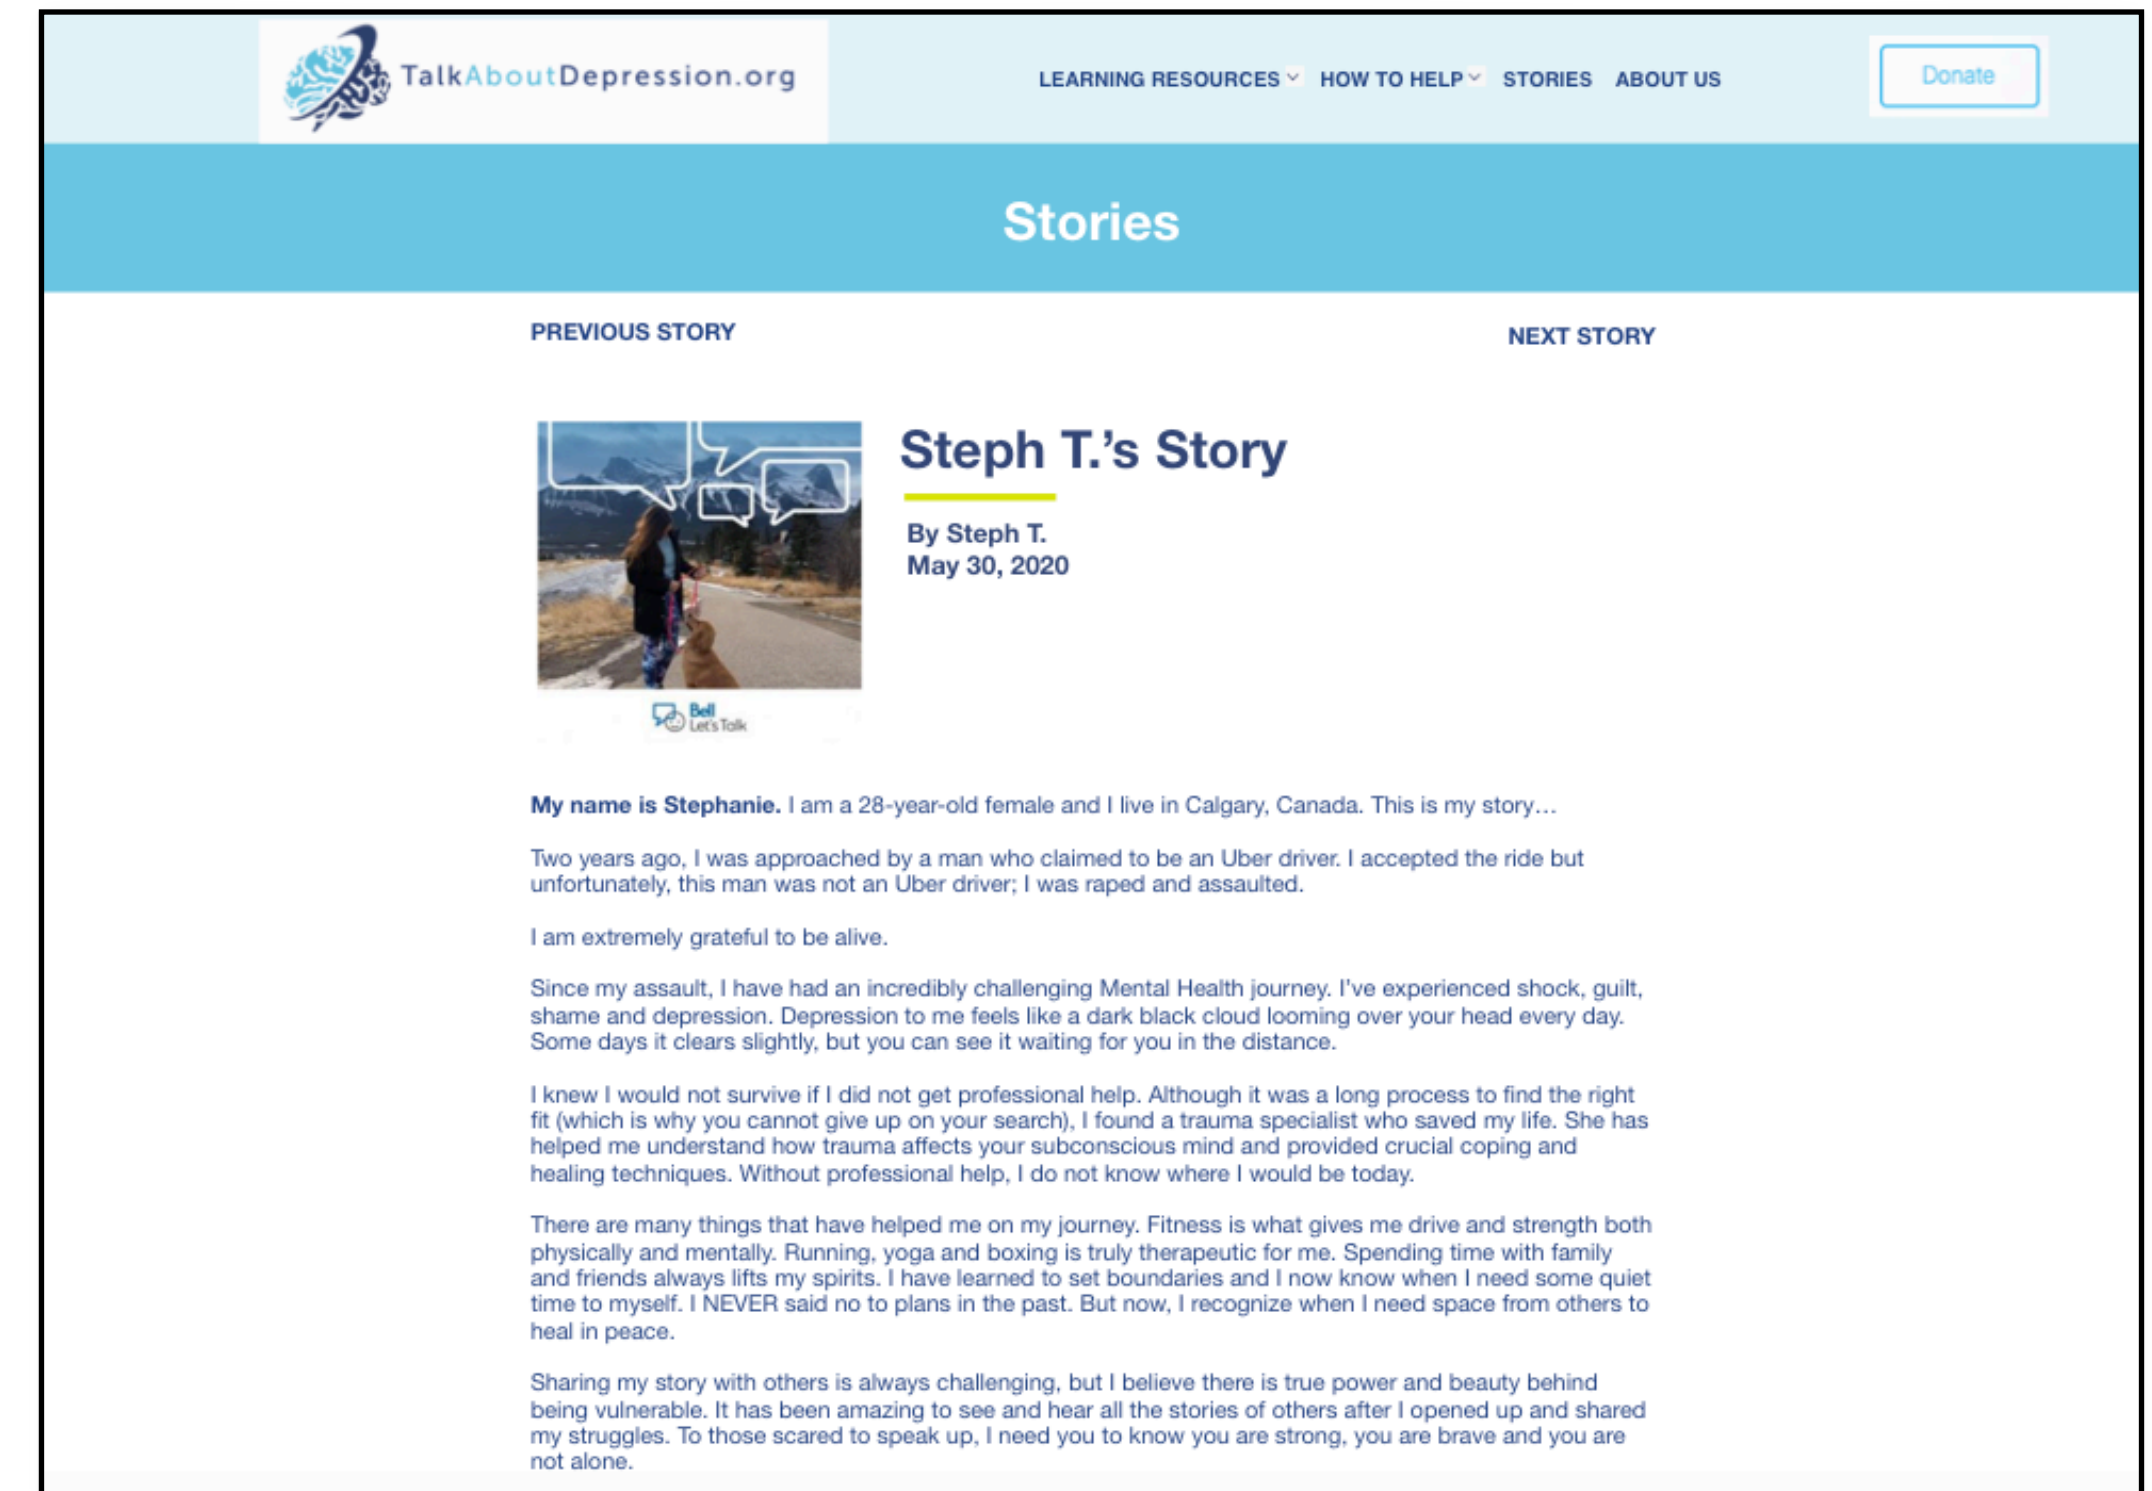 TalkAboutDepression.org
LEARNING RESOURCES HOW TO HELP STORIES ABOUT US
Donate
Stories
PREVIOUS STORY
NEXT STORY
Steph T.’s Story
By Steph T.
May 30, 2020
Bell
Let's Talk
My name is Stephanie. I am a 28-year-old female and I live in Calgary, Canada. This is my story…
Two years ago, I was approached by a man who claimed to be an Uber driver. I accepted the ride but
unfortunately, this man was not an Uber driver; I was raped and assaulted.
I am extremely grateful to be alive.
Since my assault, I have had an incredibly challenging Mental Health journey. I've experienced shock, guilt,
shame and depression. Depression to me feels like a dark black cloud looming over your head every day.
Some days it clears slightly, but you can see it waiting for you in the distance.
I knew I would not survive if I did not get professional help. Although it was a long process to find the right
fit (which is why you cannot give up on your search), I found a trauma specialist who saved my life. She has
helped me understand how trauma affects your subconscious mind and provided crucial coping and
healing techniques. Without professional help, I do not know where I would be today.
There are many things that have helped me on my journey. Fitness is what gives me drive and strength both
physically and mentally. Running, yoga and boxing is truly therapeutic for me. Spending time with family
and friends always lifts my spirits. I have learned to set boundaries and I now know when I need some quiet
time to myself. I NEVER said no to plans in the past. But now, I recognize when I need space from others to
heal in peace.
Sharing my story with others is always challenging, but I believe there is true power and beauty behind
being vulnerable. It has been amazing to see and hear all the stories of others after I opened up and shared
my struggles. To those scared to speak up, I need you to know you are strong, you are brave and you are
not alone.